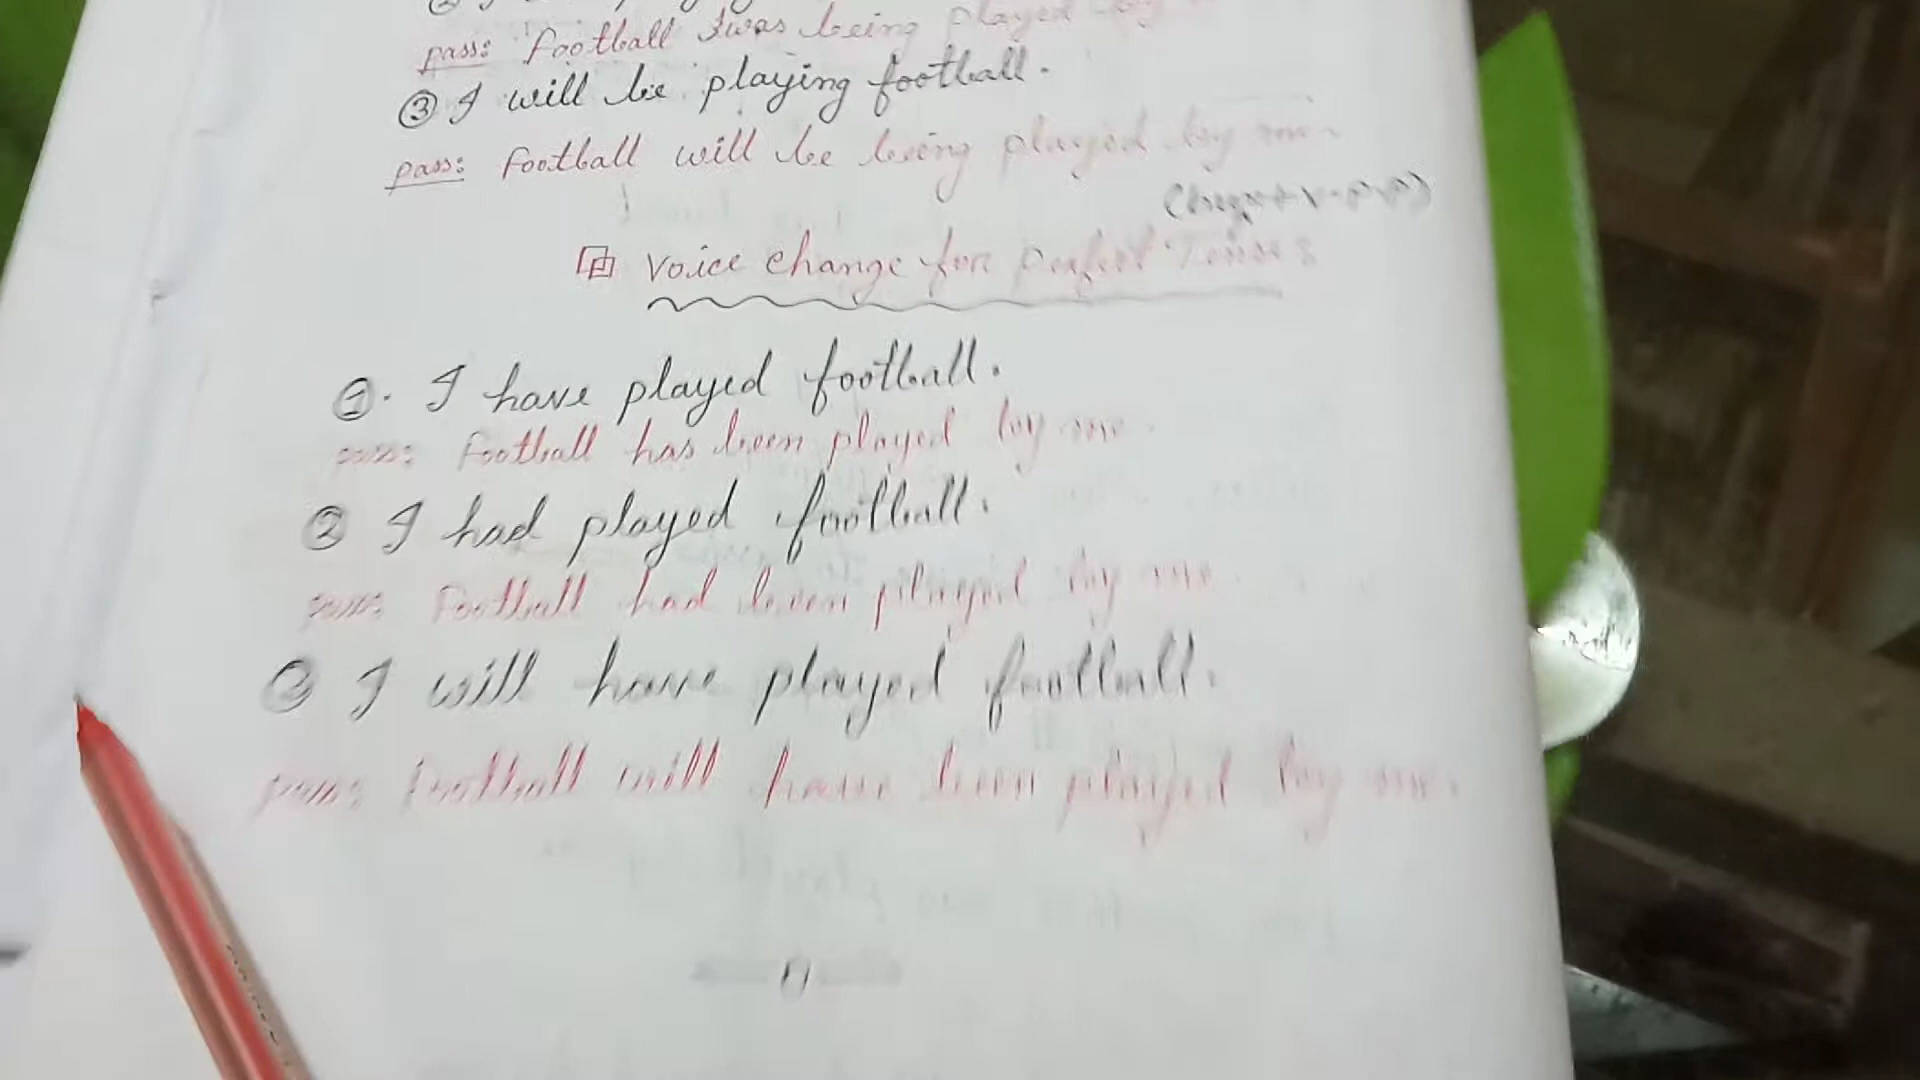 pass: Football was being played by
③ I will be playing football.
pass: Football will be being played by me.
Voice change for Perfect Tenses
①. I have played football.
pass: Football has been played by me.
② I had played football.
pass: Football had been played by me.
③ I will have played football.
pass: Football will have been played by me.